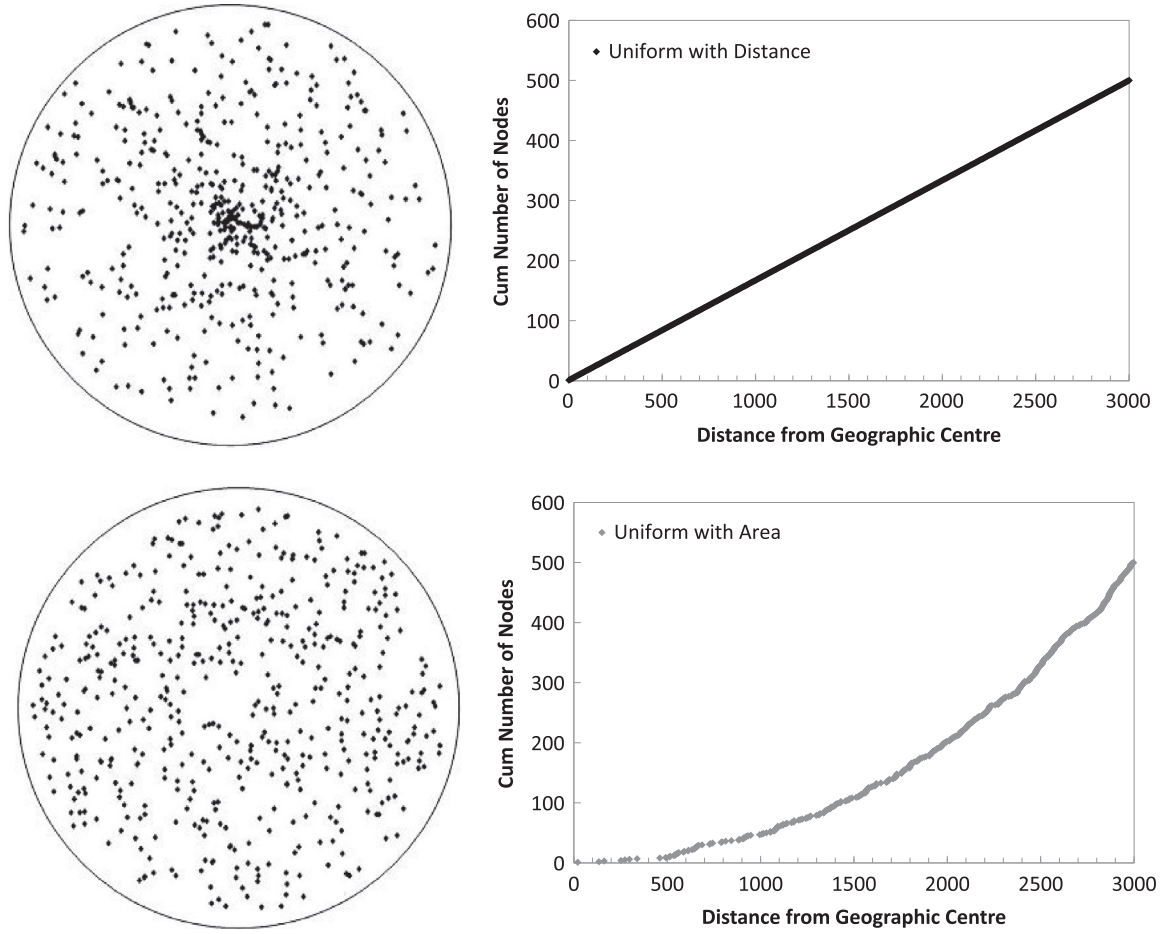 600
500
400
300
200
100
0
Cum Number of Nodes
Uniform with Distance
0 500 1000 1500 2000 2500 3000
Distance from Geographic Centre
600
500
400
300
200
100
0
Cum Number of Nodes
Uniform with Area
0 500 1000 1500 2000 2500 3000
Distance from Geographic Centre